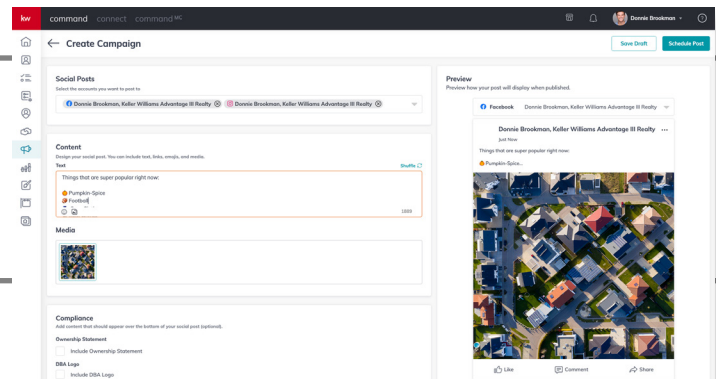 kw command connect command MC Donnie Brookman
← Create Campaign Save Draft Schedule Post
Social Posts
Select the accounts you want to post to
Donnie Brookman, Keller Williams Advantage III Realty Donnie Brookman, Keller Williams Advantage III Realty
Content
Design your social post. You can include text, links, emojis, and media.
Text Shuffle
Things that are super popular right now:
🎃Pumpkin-Spice
🏈Football
Media
Compliance
Add content that should appear over the bottom of your social post (optional).
Ownership Statement
Include Ownership Statement
DBA Logo
Include DBA Logo
Preview
Preview how your post will display when published.
Facebook Donnie Brookman, Keller Williams Advantage III Realty
Donnie Brookman, Keller Williams Advantage III Realty ...
Just Now
Things that are super popular right now:
🎃Pumpkin-Spice...
Like Comment Share